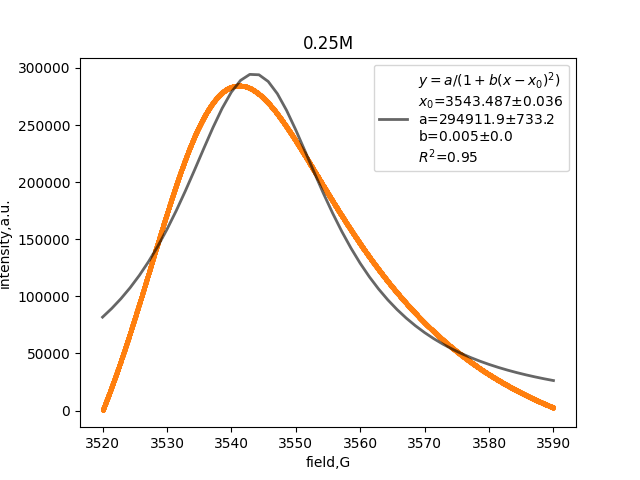 0.25M
300000
250000
200000
150000
100000
50000
0
intensity,a.u.
y = a/(1 + b(x − x₀)²)
x₀=3543.487±0.036
a=294911.9±733.2
b=0.005±0.0
R²=0.95
3520 3530 3540 3550 3560 3570 3580 3590
field,G